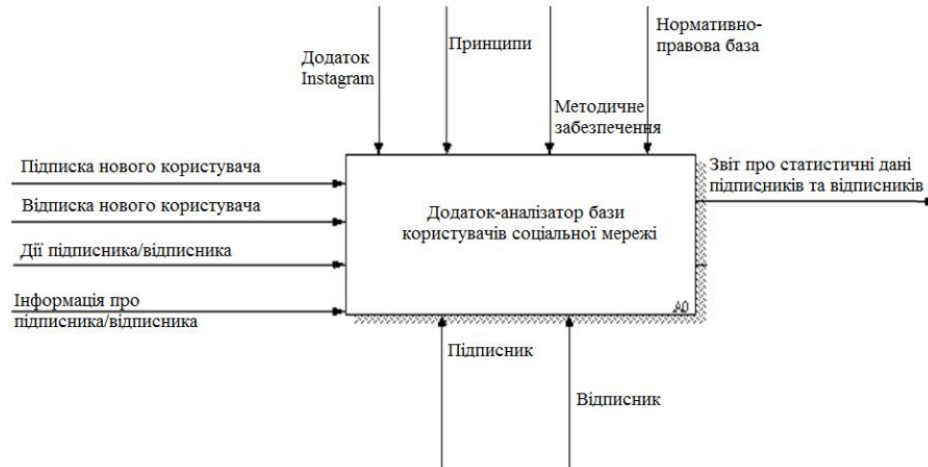 Додаток
Instagram
Принципи
Методичне
забезпечення
Нормативно-
правова база
Підписка нового користувача
Відписка нового користувача
Дії підписника/відписника
Інформація про
підписника/відписника
Додаток-аналізатор бази
користувачів соціальної мережі
A0
Звіт про статистичні дані
підписників та відписників
Підписник
Відписник